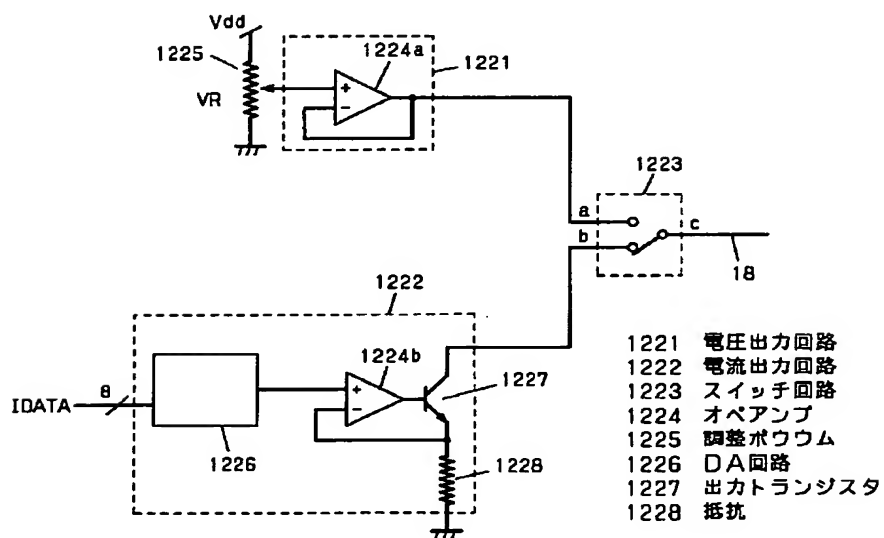 Vdd
1225
VR
1224a
1221
1223
a
b
c
18
1222
1224b
1227
8
IDATA
1226
1228
1221 電圧出力回路
1222 電流出力回路
1223 スイッチ回路
1224 オペアンプ
1225 調整ボウウム
1226 DA回路
1227 出力トランジスタ
1228 抵抗